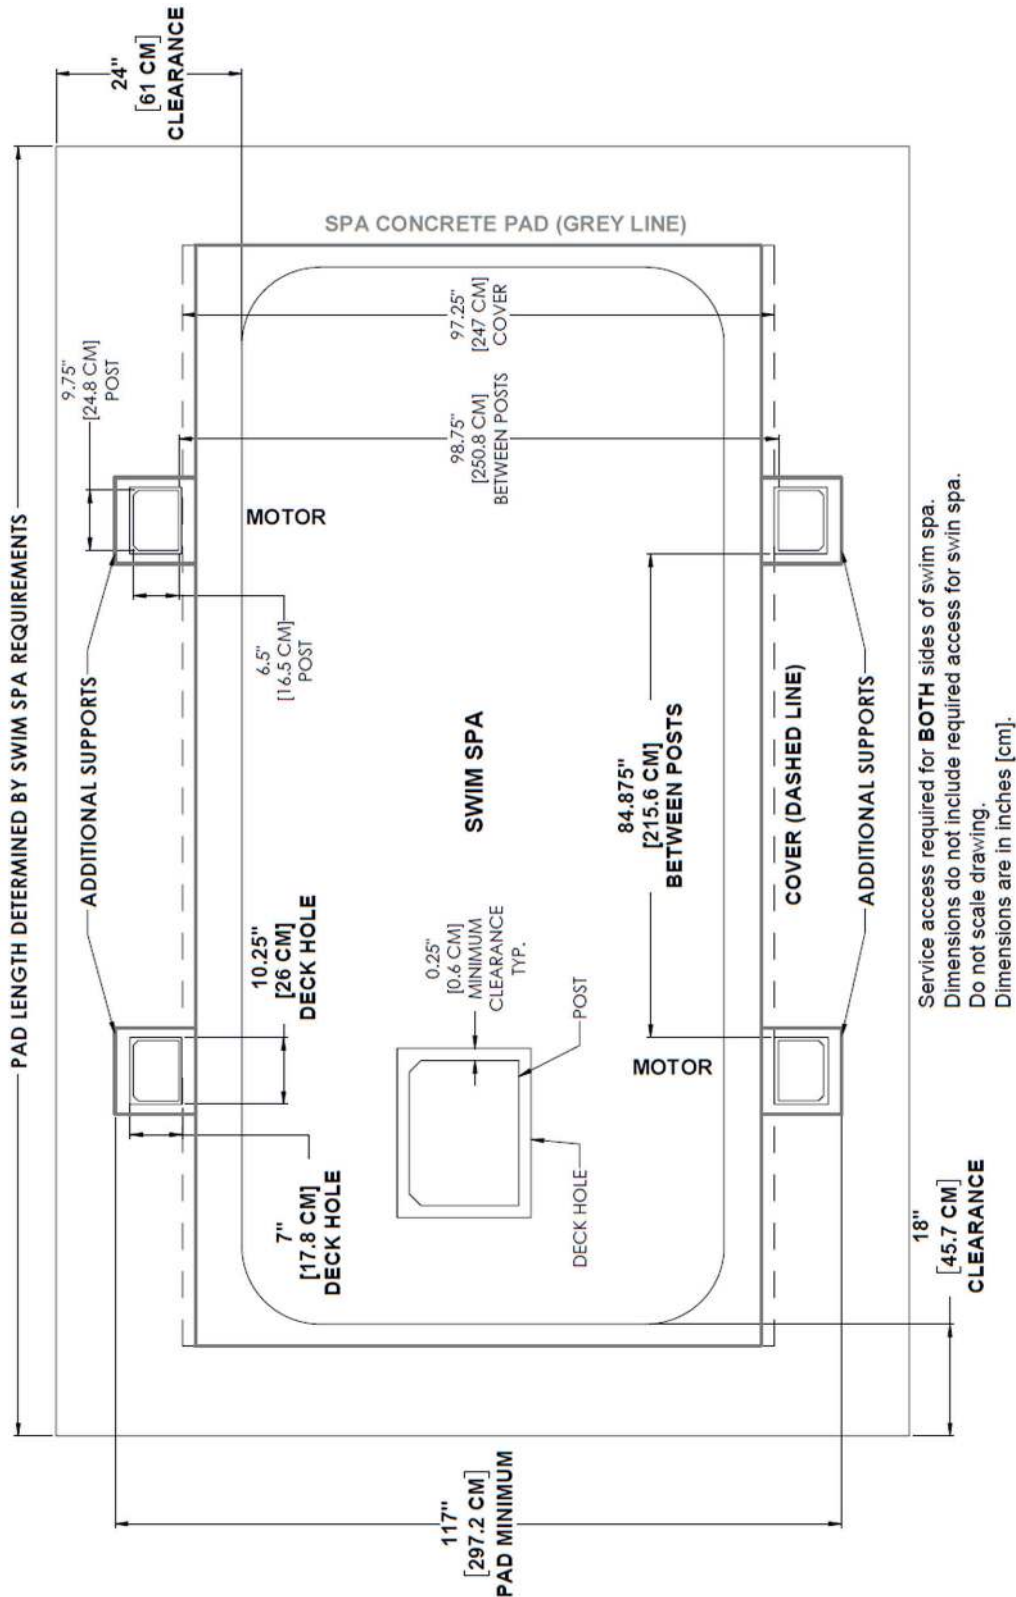 PAD LENGTH DETERMINED BY SWIM SPA REQUIREMENTS
24"
[61 CM]
CLEARANCE
ADDITIONAL SUPPORTS
9.75"
[24.8 CM]
POST
SPA CONCRETE PAD (GREY LINE)
MOTOR
6.5"
[16.5 CM]
POST
10.25"
[26 CM]
DECK HOLE
7"
[17.8 CM]
DECK HOLE
97.25"
[247 CM]
COVER
98.75"
[250.8 CM]
BETWEEN POSTS
SWIM SPA
0.25"
[0.6 CM]
MINIMUM
CLEARANCE
TYP.
POST
DECK HOLE
84.875"
[215.6 CM]
BETWEEN POSTS
MOTOR
COVER (DASHED LINE)
ADDITIONAL SUPPORTS
117"
[297.2 CM]
PAD MINIMUM
18"
[45.7 CM]
CLEARANCE
Service access required for BOTH sides of swim spa.
Dimensions do not include required access for swin spa.
Do not scale drawing.
Dimensions are in inches [cm].